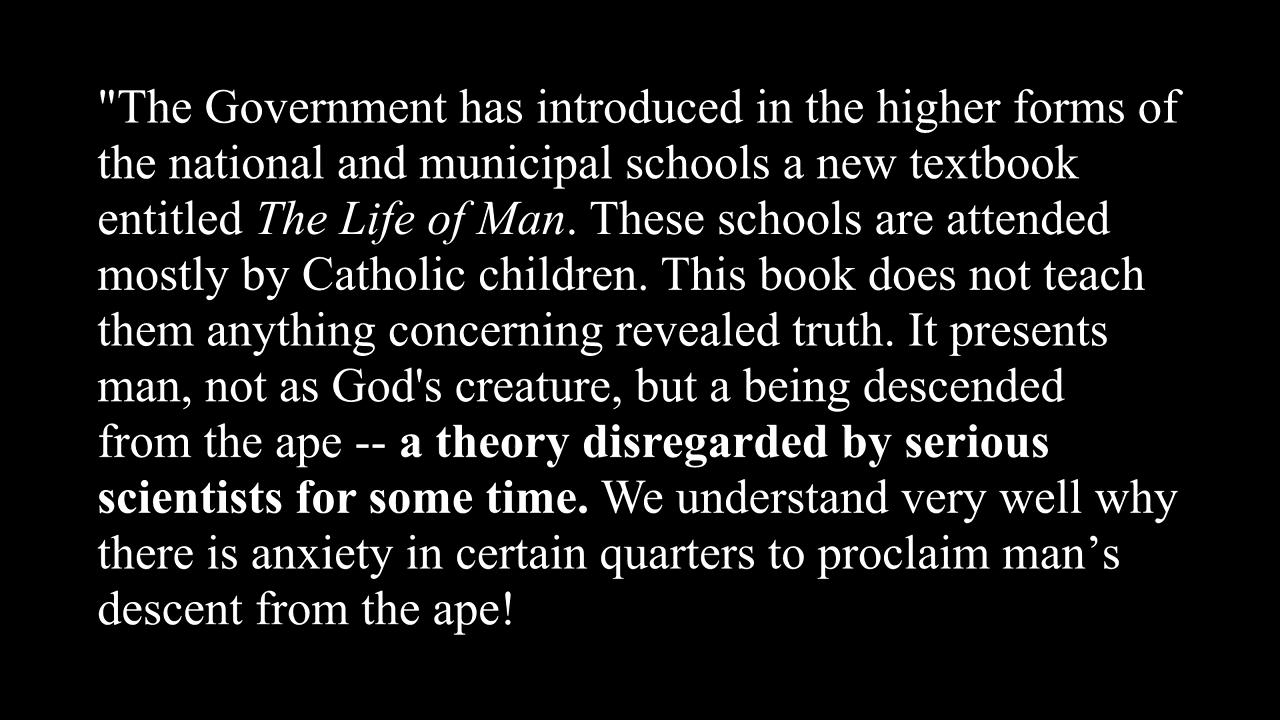 "The Government has introduced in the higher forms of
the national and municipal schools a new textbook
entitled The Life of Man. These schools are attended
mostly by Catholic children. This book does not teach
them anything concerning revealed truth. It presents
man, not as God's creature, but a being descended
from the ape -- a theory disregarded by serious
scientists for some time. We understand very well why
there is anxiety in certain quarters to proclaim man’s
descent from the ape!